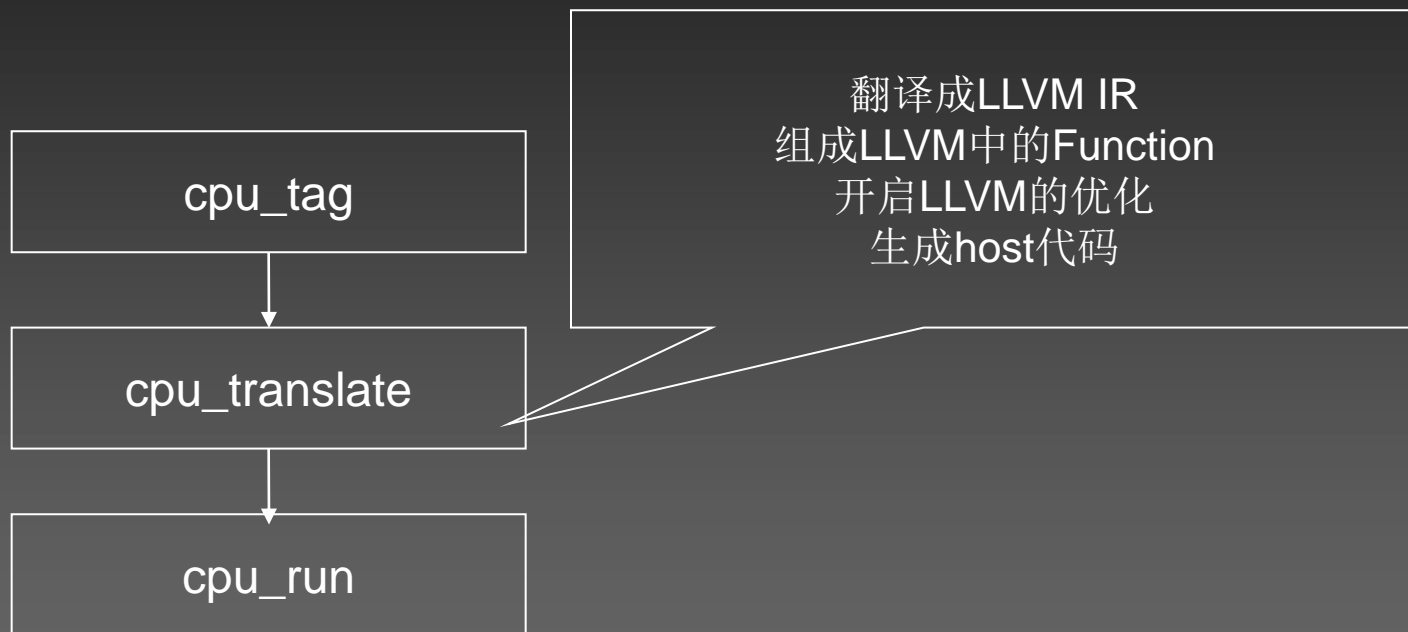 翻译成LLVM IR
组成LLVM中的Function
开启LLVM的优化
生成host代码
cpu_tag
cpu_translate
cpu_run